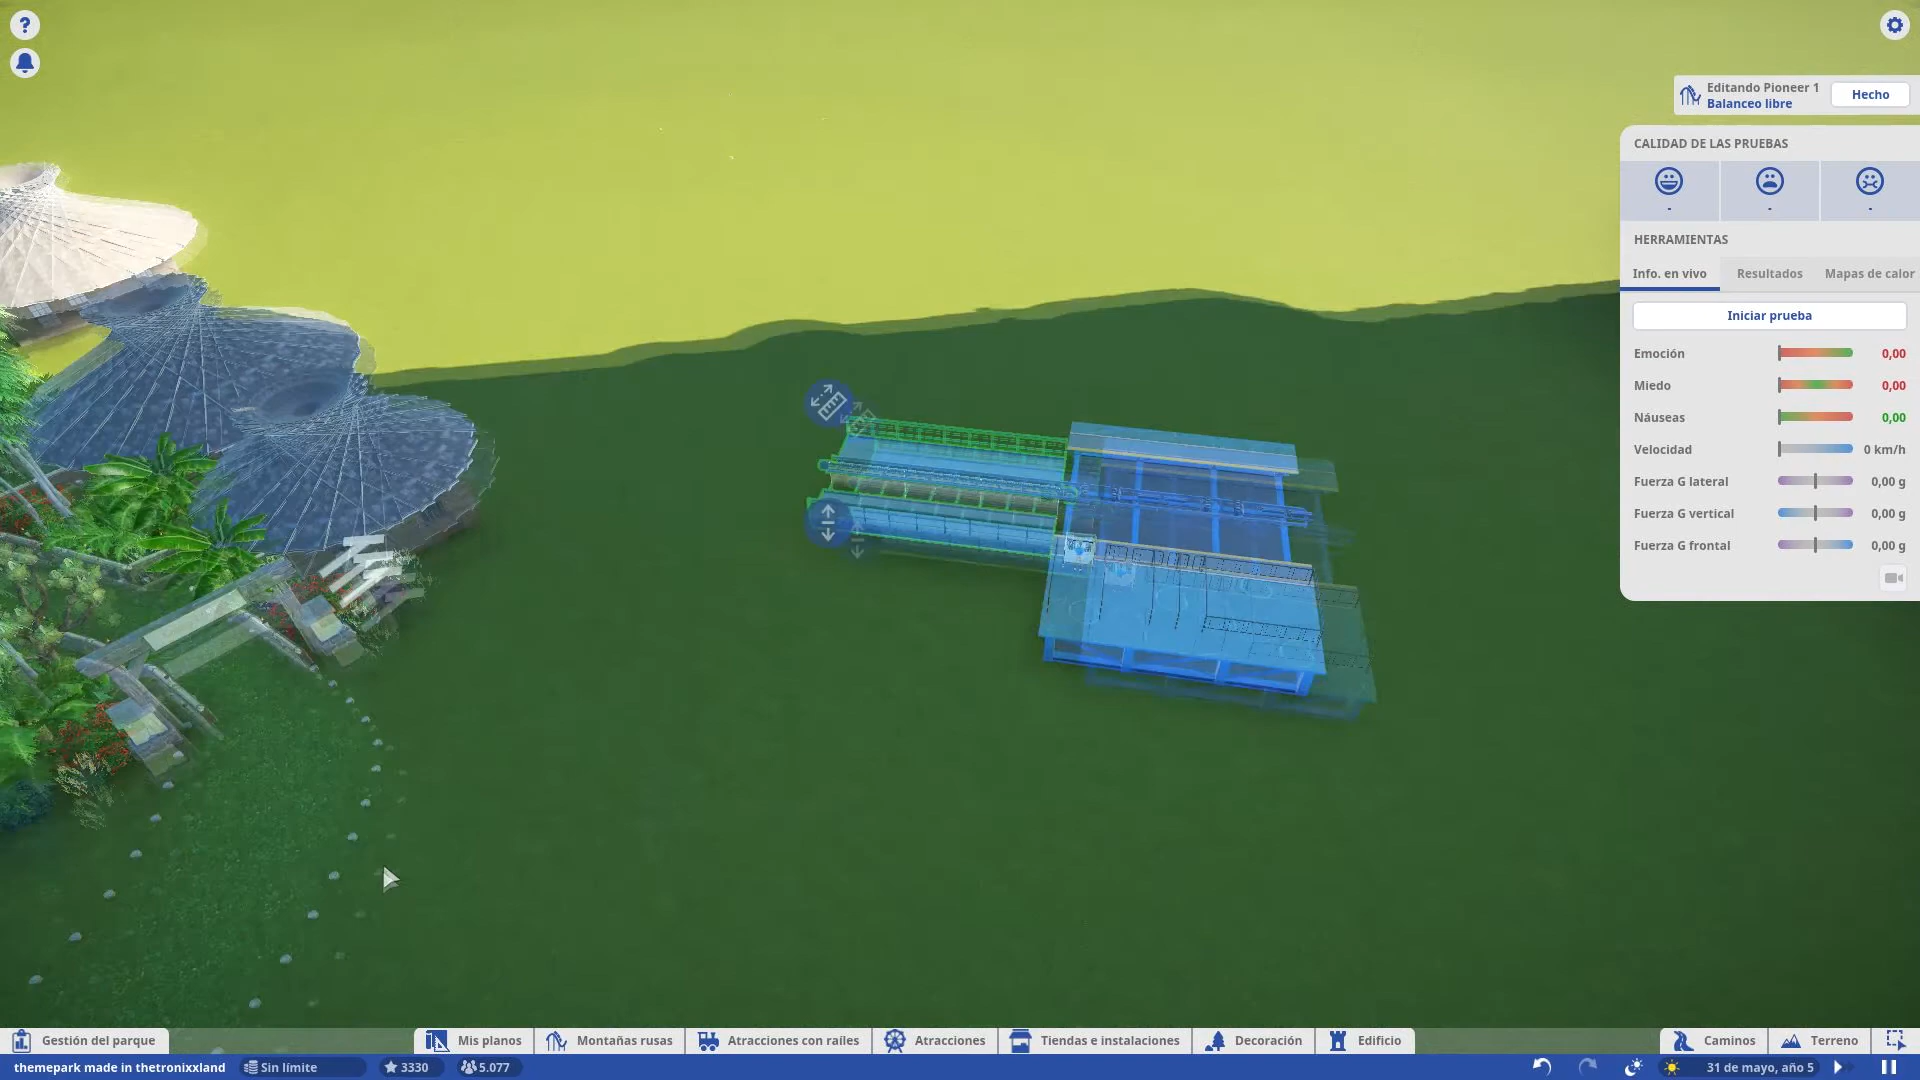 ?
Editando Pioneer 1
Balanceo libre
Hecho
CALIDAD DE LAS PRUEBAS
- - -
HERRAMIENTAS
Info. en vivo Resultados Mapas de calor
Iniciar prueba
Emoción 0,00
Miedo 0,00
Náuseas 0,00
Velocidad 0 km/h
Fuerza G lateral 0,00 g
Fuerza G vertical 0,00 g
Fuerza G frontal 0,00 g
Gestión del parque Mis planos Montañas rusas Atracciones con raíles Atracciones Tiendas e instalaciones Decoración Edificio Caminos Terreno
themepark made in thetronixxland Sin límite 3330 5.077 31 de mayo, año 5